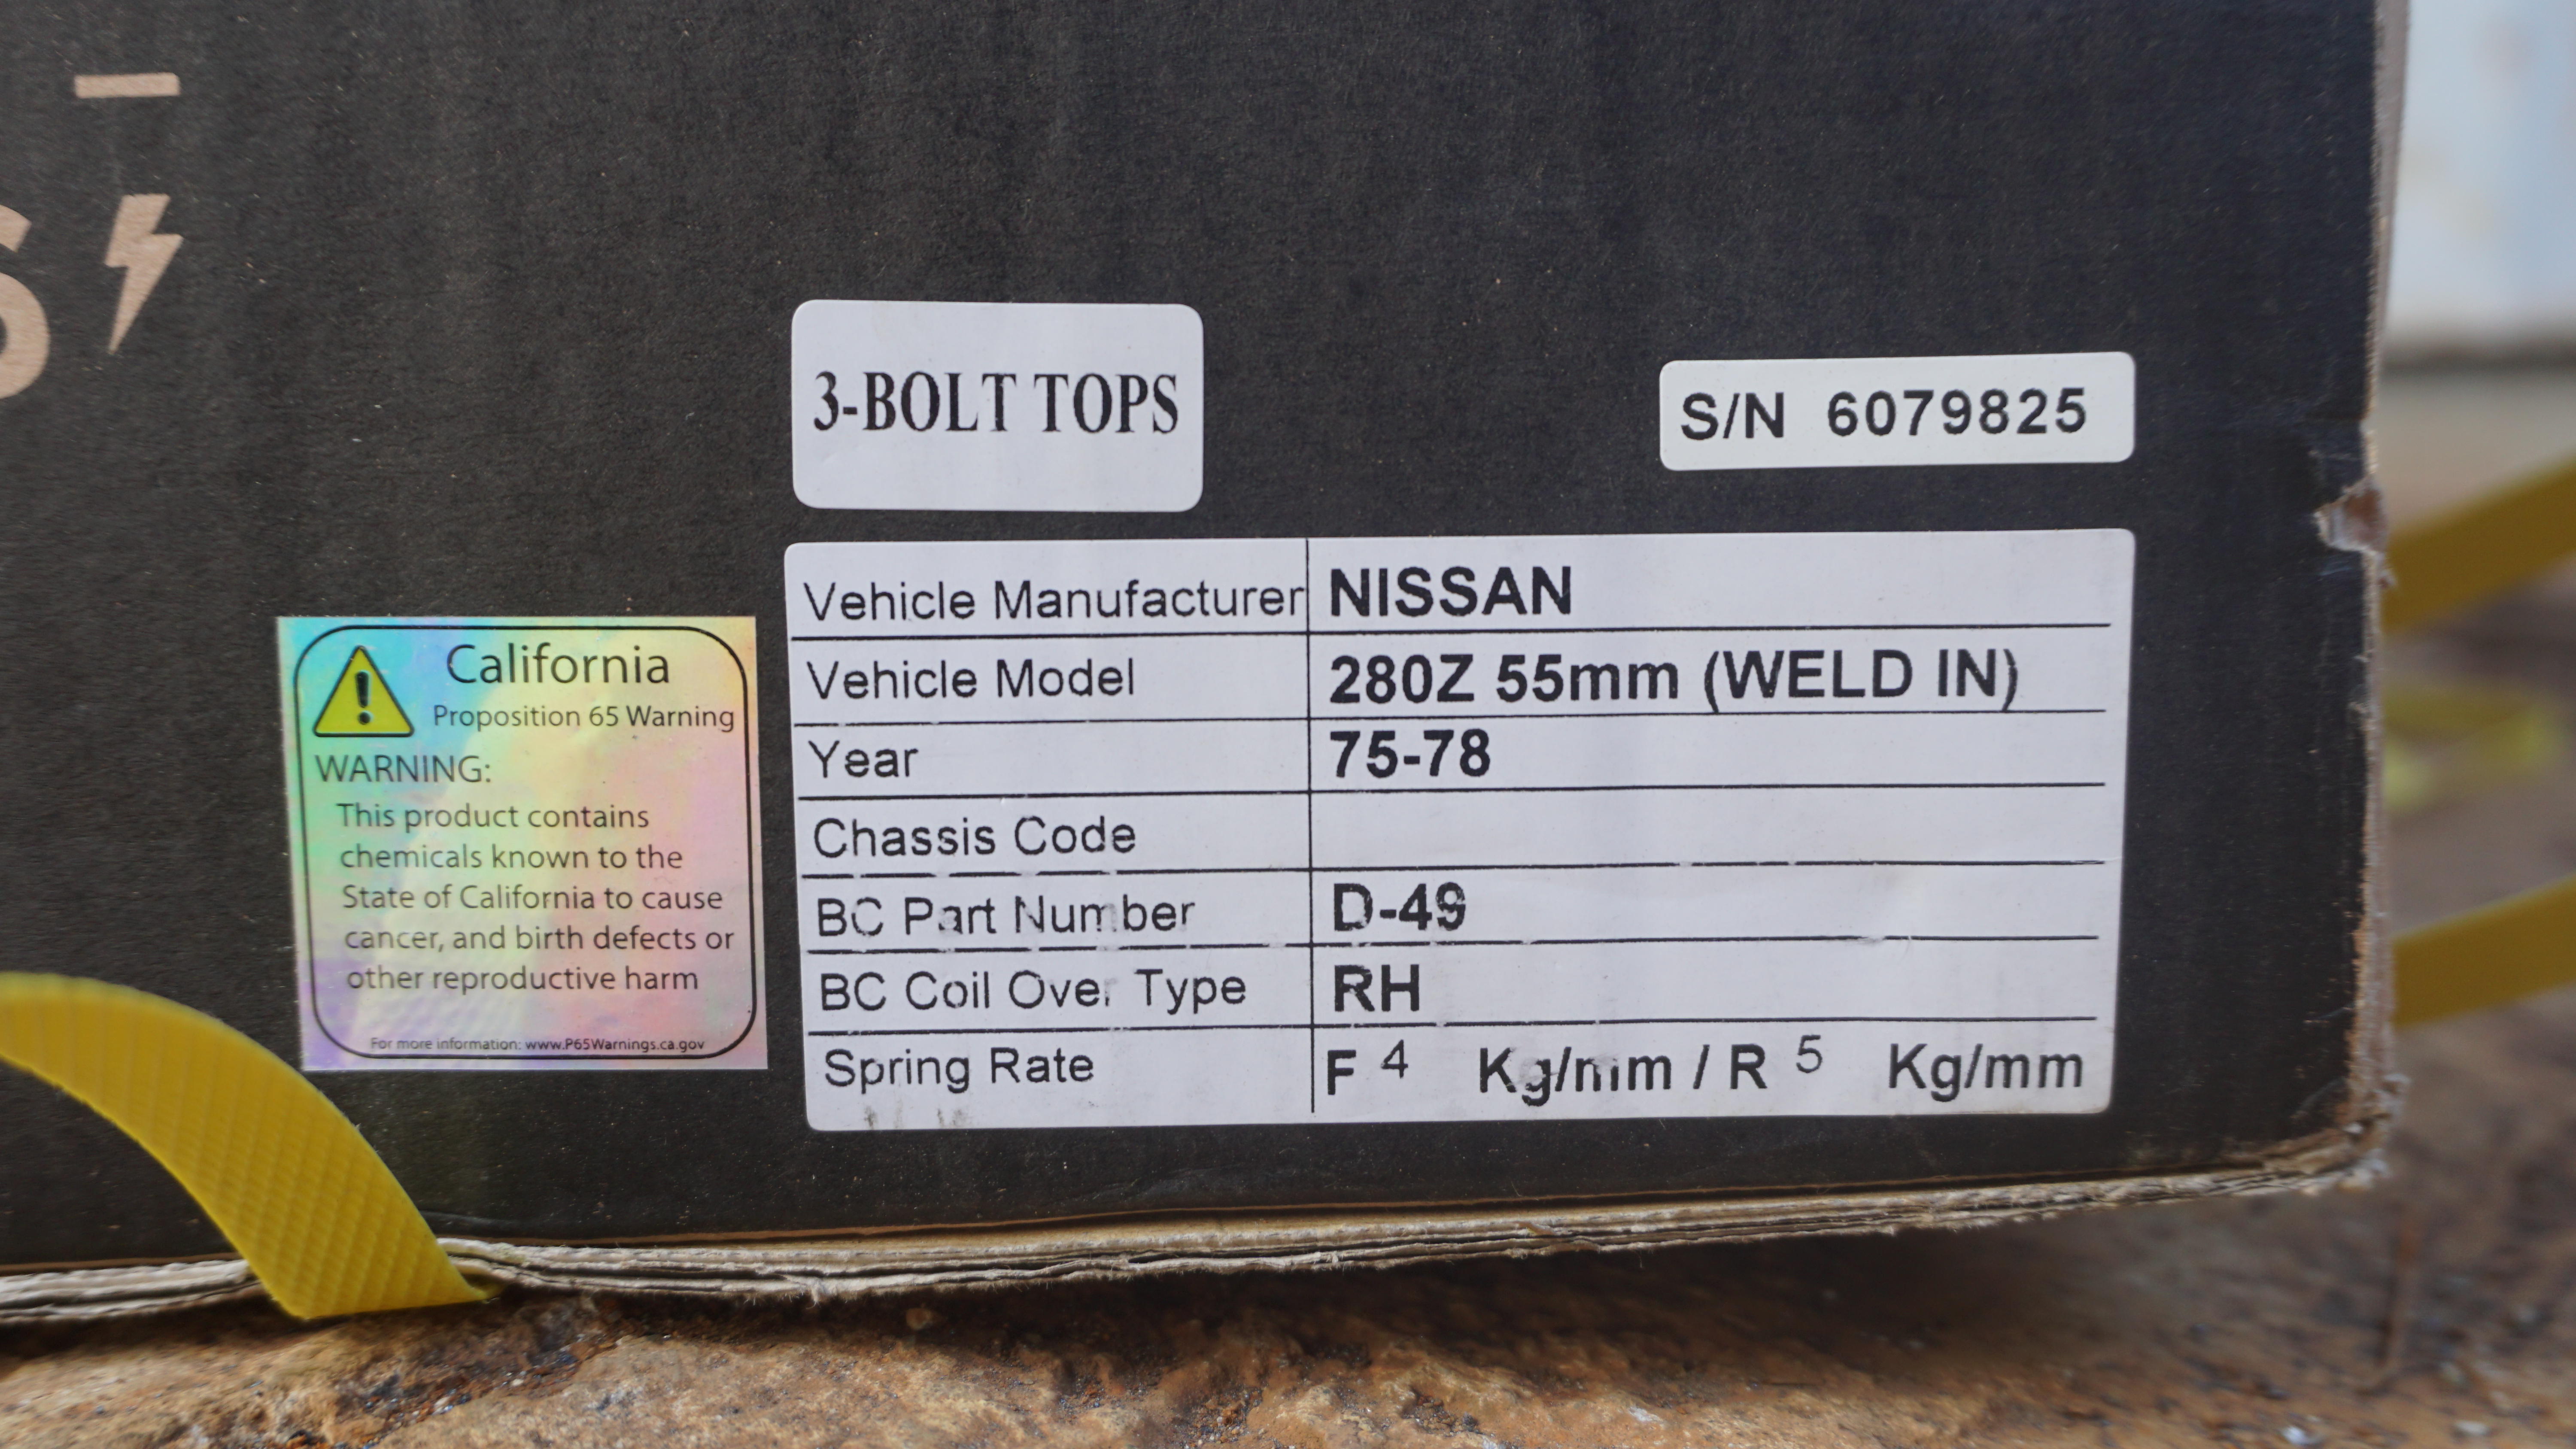 S
3-BOLT TOPS
S/N 6079825
California
Proposition 65 Warning
WARNING:
This product contains
chemicals known to the
State of California to cause
cancer, and birth defects or
other reproductive harm
For more information: www.P65Warnings.ca.gov
Vehicle Manufacturer NISSAN
Vehicle Model 280Z 55mm (WELD IN)
Year 75-78
Chassis Code
BC Part Number D-49
BC Coil Over Type RH
Spring Rate F 4 Kg/mm / R 5 Kg/mm